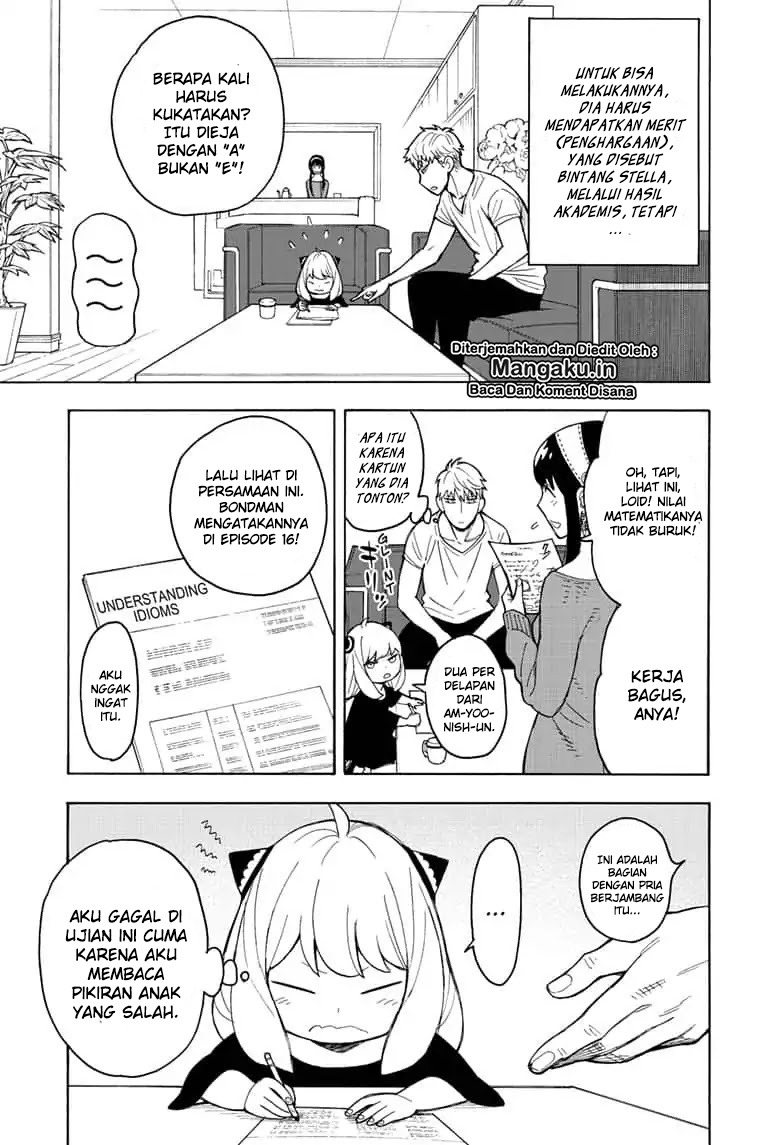 UNTUK BISA
MELAKUKANNYA,
DIA HARUS
MENDAPATKAN MERIT
(PENGHARGAAN),
YANG DISEBUT
BINTANG STELLA,
MELALUI HASIL
AKADEMIS, TETAPI
...
BERAPA KALI
HARUS
KUKATAKAN?
ITU DIEJA
DENGAN "A"
BUKAN "E"!
Diterjemahkan dan Diedit Oleh :
Mangaku.in
Baca Dan Koment Disana
OH, TAPI,
LIHAT INI,
LOID! NILAI
MATEMATIKANYA
TIDAK BURUK!
APA ITU
KARENA
KARTUN
YANG DIA
TONTON?
GLINT
KERJA
BAGUS,
ANYA!
DUA PER
DELAPAN
DARI
AM-YOO-
NISH-UN.
LALU LIHAT DI
PERSAMAAN INI.
BONDMAN
MENGATAKANNYA
DI EPISODE 16!
UNDERSTANDING
IDIOMS
AKU
NGGAK
INGAT
ITU.
INI ADALAH
BAGIAN
DENGAN PRIA
BERJAMBANG
ITU...
...
AKU GAGAL DI
UJIAN INI CUMA
KARENA AKU
MEMBACA
PIKIRAN ANAK
YANG SALAH.